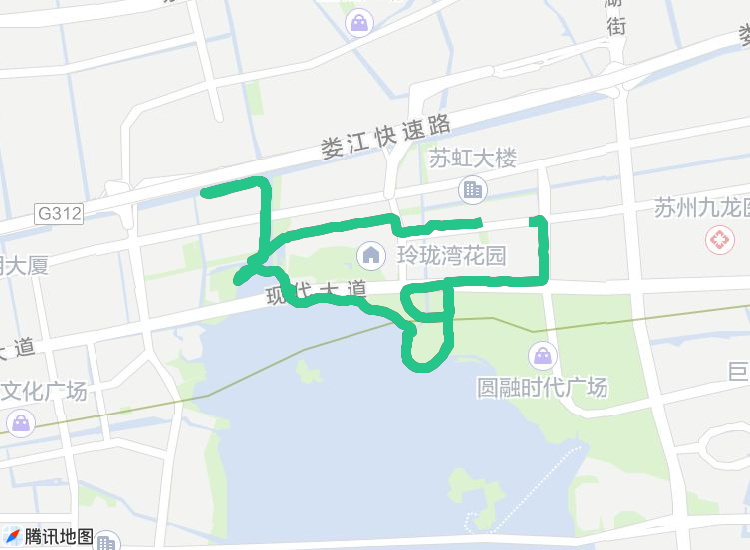 湖街
娄江快速路
苏虹大楼
G312
苏州九龙医
玲珑湾花园
明大厦
现代大道
大道
圆融时代广场
巨
文化广场
腾讯地图